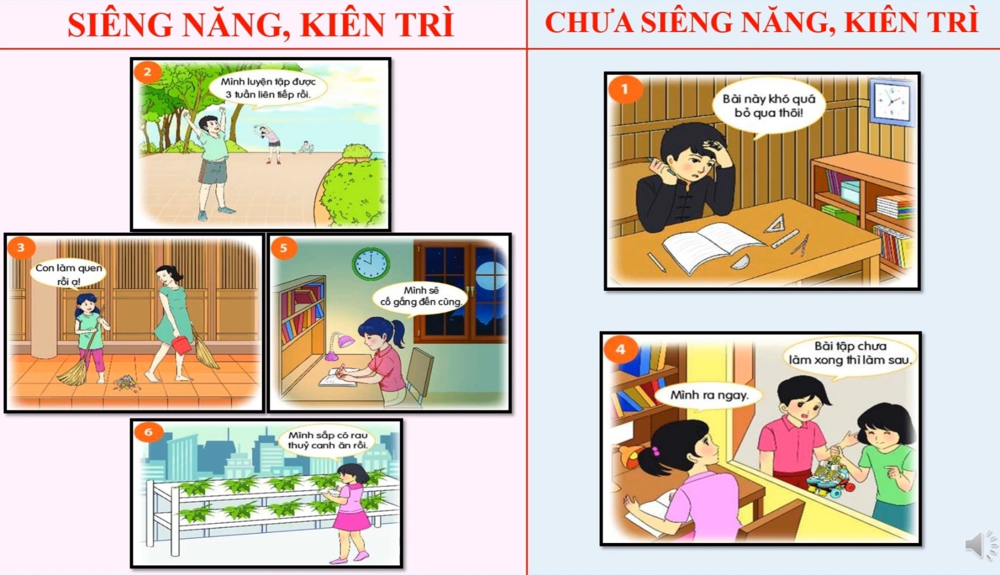 SIÊNG NĂNG, KIÊN TRÌ
2
Mình luyện tập được
3 tuần liên tiếp rồi.
3
Con làm quen
rồi ạ!
5
Mình sẽ
cố gắng đến cùng.
6
Mình sắp có rau
thuỷ canh ăn rồi.
CHƯA SIÊNG NĂNG, KIÊN TRÌ
1
Bài này khó quá
bỏ qua thôi!
4
Bài tập chưa
làm xong thì làm sau.
Mình ra ngay.